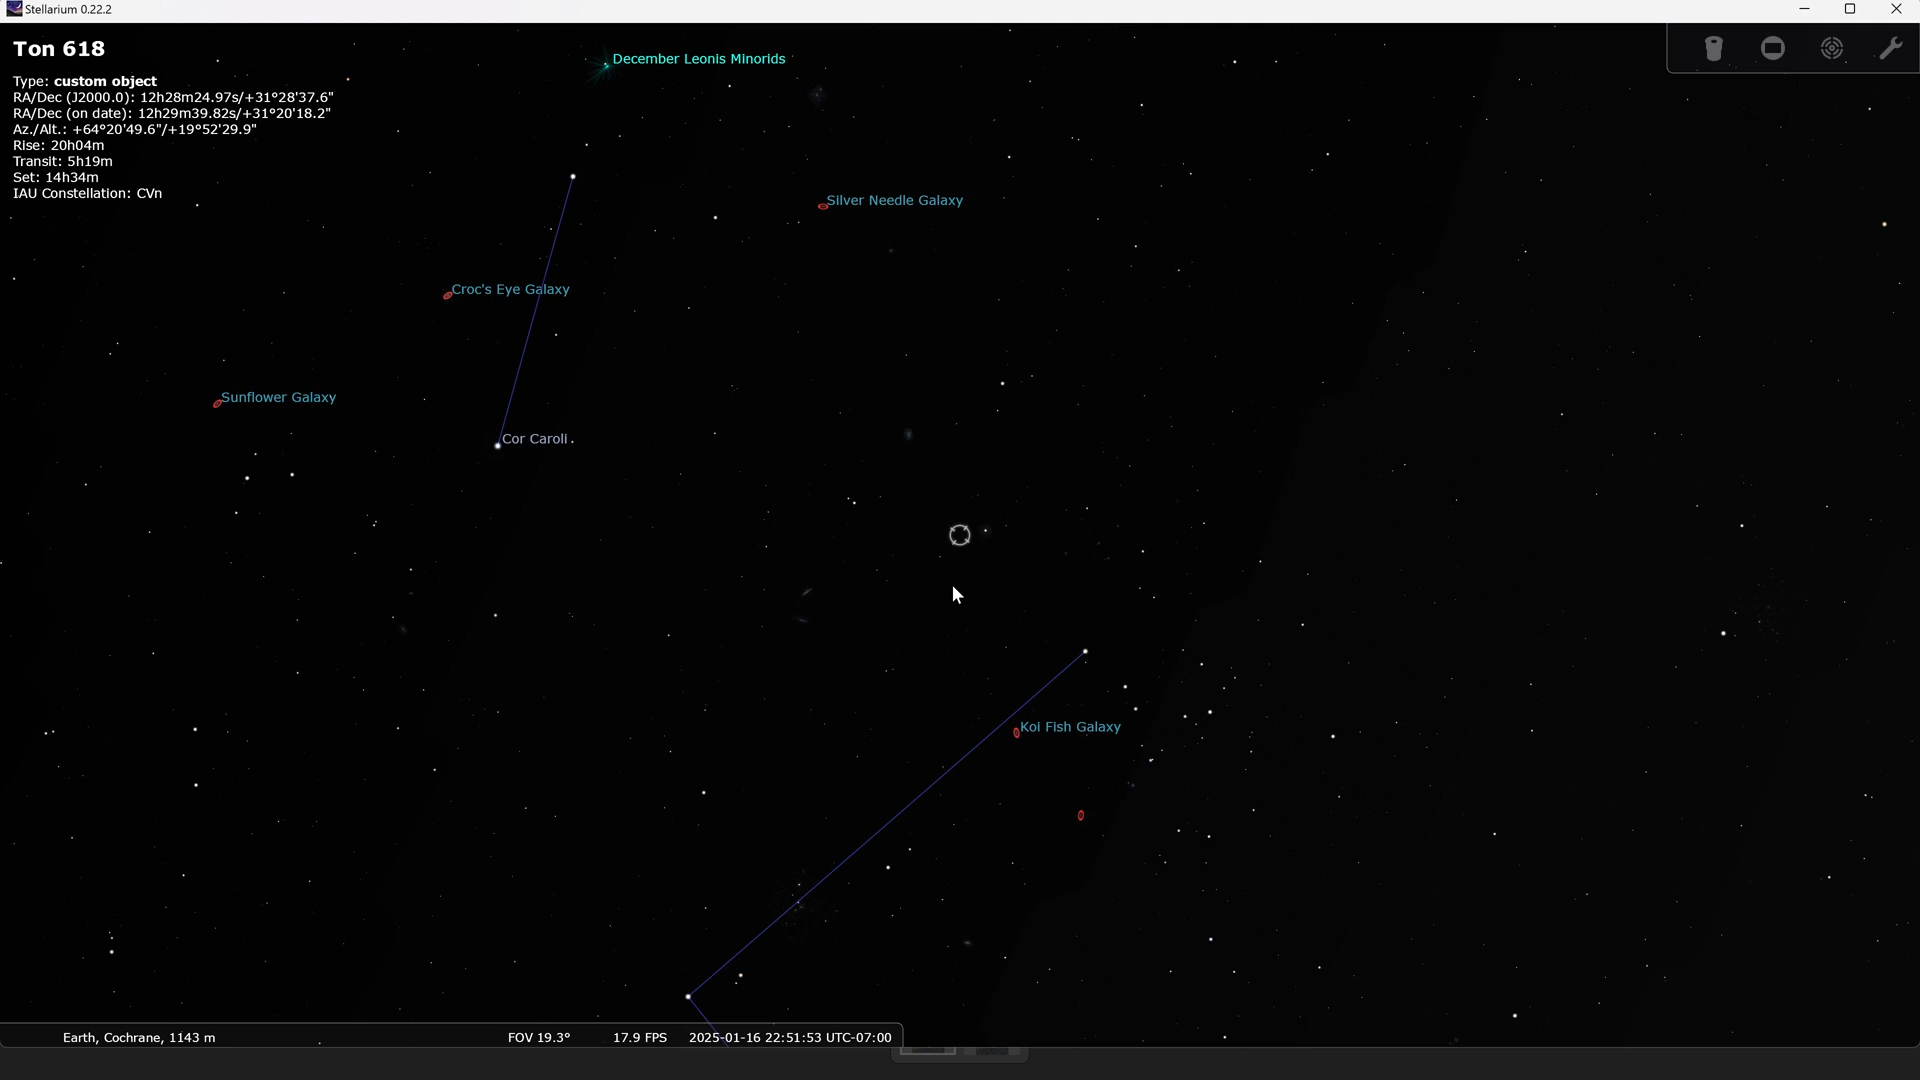 Stellarium 0.22.2
Ton 618
Type: custom object
RA/Dec (J2000.0): 12h28m24.97s/+31°28'37.6"
RA/Dec (on date): 12h29m39.82s/+31°20'18.2"
Az./Alt.: +64°20'49.6"/+19°52'29.9"
Rise: 20h04m
Transit: 5h19m
Set: 14h34m
IAU Constellation: CVn
December Leonis Minorids
Silver Needle Galaxy
Croc's Eye Galaxy
Sunflower Galaxy
Cor Caroli
Koi Fish Galaxy
Earth, Cochrane, 1143 m
FOV 19.3°
17.9 FPS
2025-01-16 22:51:53 UTC-07:00